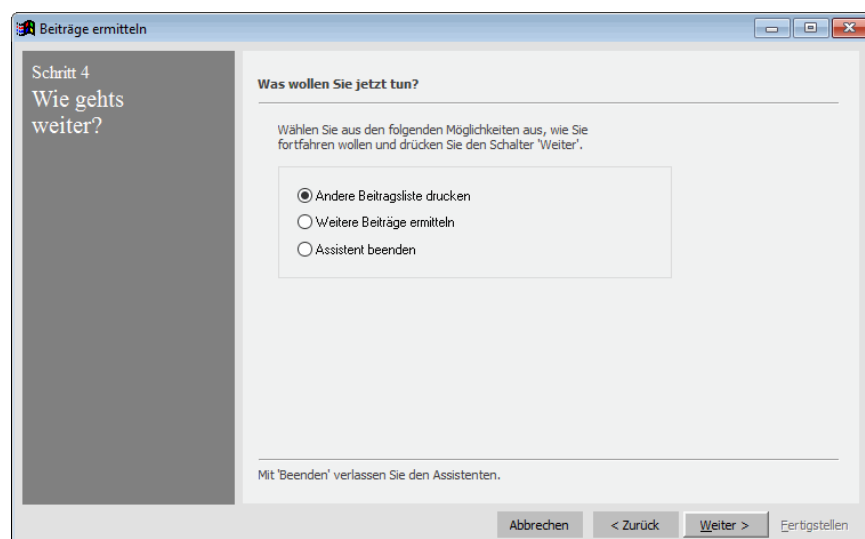 Beiträge ermitteln
Schritt 4
Wie gehts
weiter?
Was wollen Sie jetzt tun?
Wählen Sie aus den folgenden Möglichkeiten aus, wie Sie
fortfahren wollen und drücken Sie den Schalter 'Weiter'.
Andere Beitragsliste drucken
Weitere Beiträge ermitteln
Assistent beenden
Mit 'Beenden' verlassen Sie den Assistenten.
Abbrechen < Zurück Weiter > Fertigstellen